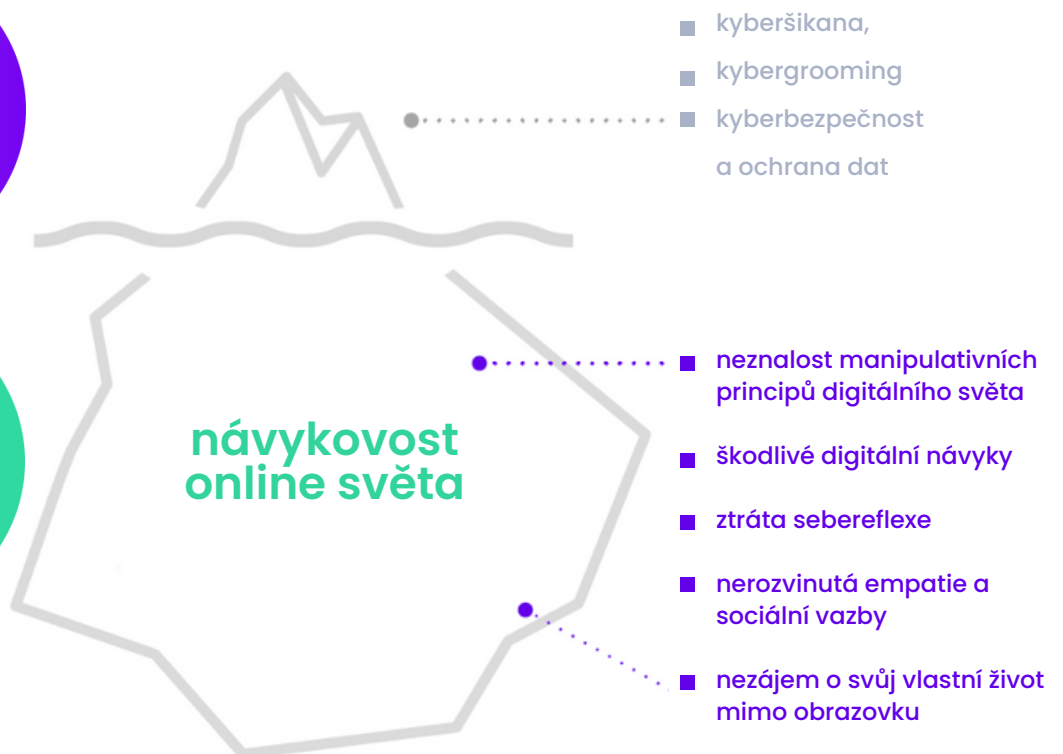 kyberšikana,
kybergrooming
kyberbezpečnost
a ochrana dat
návykovost
online světa
neznalost manipulativních
principů digitálního světa
škodlivé digitální návyky
ztráta sebereflexe
nerozvinutá empatie a
sociální vazby
nezájem o svůj vlastní život
mimo obrazovku